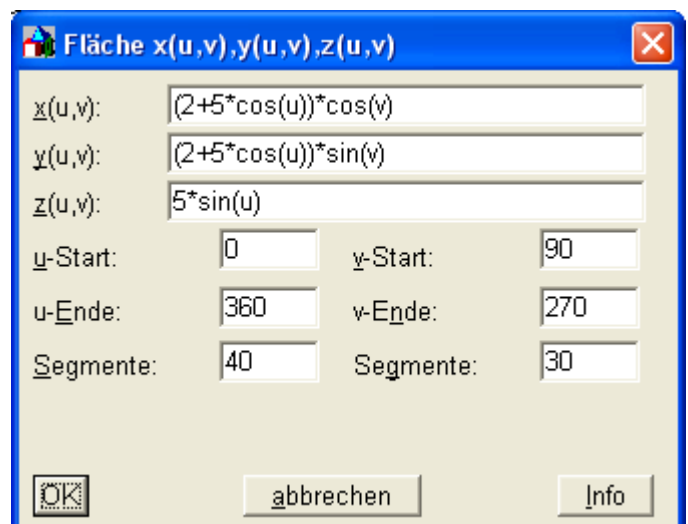 Fläche x(u,v),y(u,v),z(u,v)
x(u,v): (2+5*cos(u))*cos(v)
y(u,v): (2+5*cos(u))*sin(v)
z(u,v): 5*sin(u)
u-Start: 0 v-Start: 90
u-Ende: 360 v-Ende: 270
Segmente: 40 Segmente: 30
OK abbrechen Info